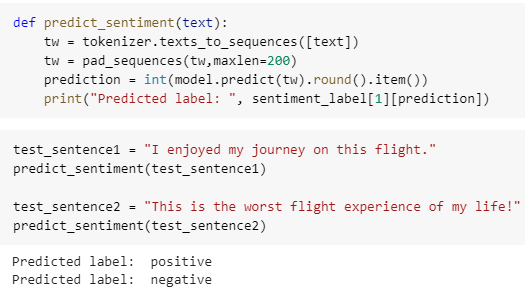 def predict_sentiment(text):
    tw = tokenizer.texts_to_sequences([text])
    tw = pad_sequences(tw,maxlen=200)
    prediction = int(model.predict(tw).round().item())
    print("Predicted label: ", sentiment_label[1][prediction])
test_sentence1 = "I enjoyed my journey on this flight."
predict_sentiment(test_sentence1)
test_sentence2 = "This is the worst flight experience of my life!"
predict_sentiment(test_sentence2)
Predicted label:  positive
Predicted label:  negative